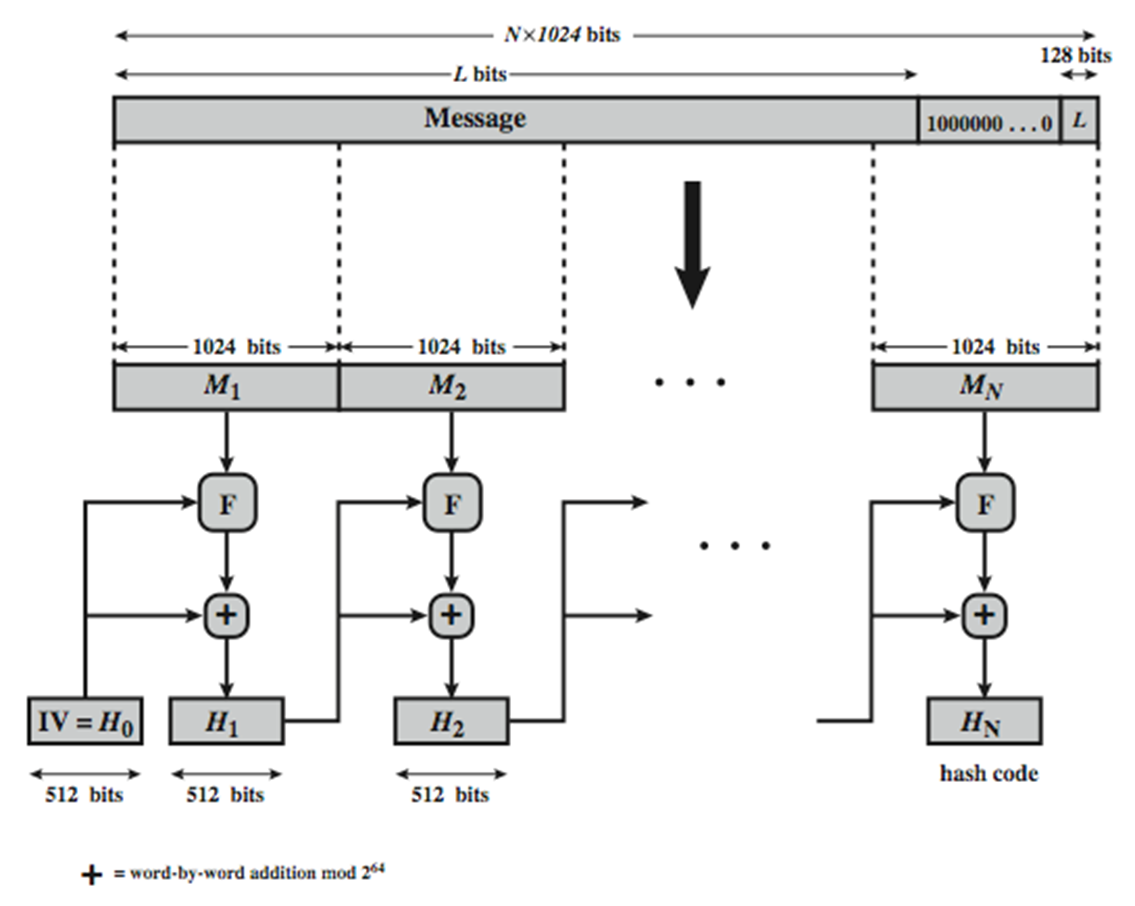 N×1024 bits
128 bits
L bits
Message 1000000 . . . 0 L
1024 bits 1024 bits 1024 bits
M1 M2 . . . MN
F F F
. . .
+ + +
IV = H0 H1 H2 HN
hash code
512 bits 512 bits 512 bits
+ = word-by-word addition mod 2^64